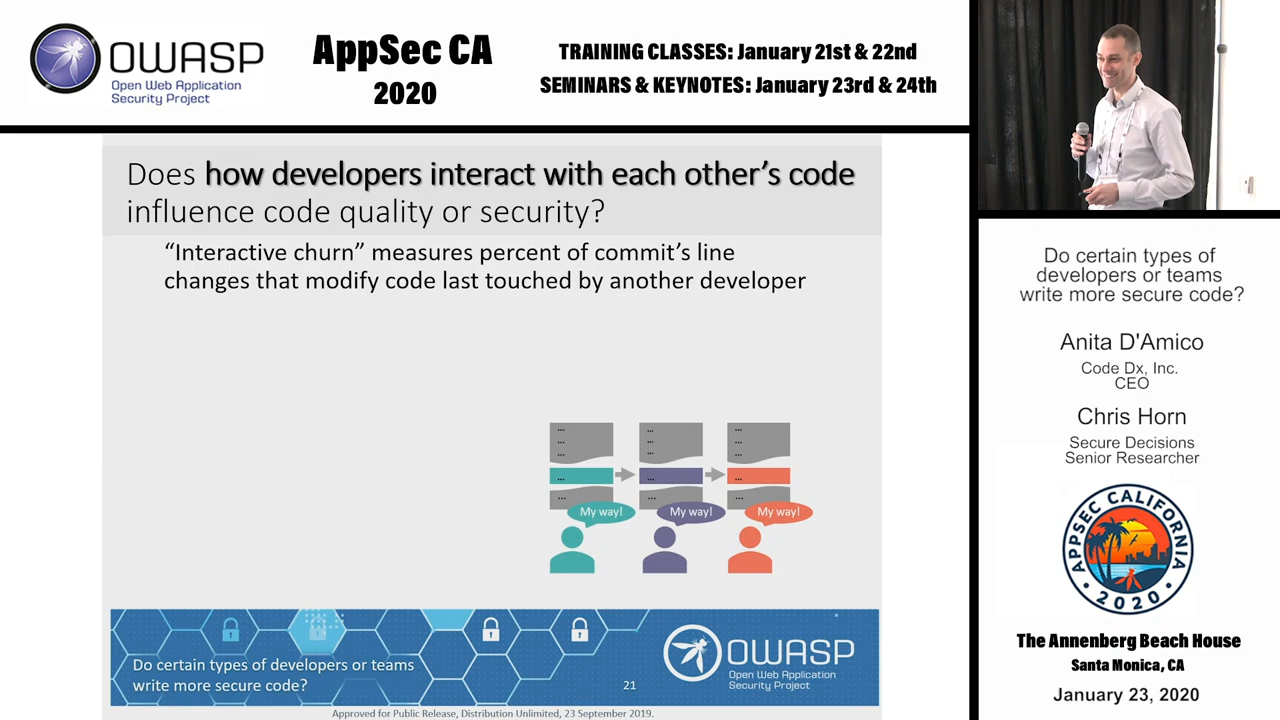 OWASP
Open Web Application
Security Project
AppSec CA
2020
TRAINING CLASSES: January 21st & 22nd
SEMINARS & KEYNOTES: January 23rd & 24th
Does how developers interact with each other’s code
influence code quality or security?
“Interactive churn” measures percent of commit’s line
changes that modify code last touched by another developer
... ... ...
... ... ...
... ... ...
... ... ...
... ... ...
My way! My way! My way!
Do certain types of developers or teams
write more secure code?
21
OWASP
Open Web Application
Security Project
Approved for Public Release, Distribution Unlimited, 23 September 2019.
Do certain types of
developers or teams
write more secure code?
Anita D'Amico
Code Dx, Inc.
CEO
Chris Horn
Secure Decisions
Senior Researcher
APPSEC CALIFORNIA
• 2020 •
The Annenberg Beach House
Santa Monica, CA
January 23, 2020